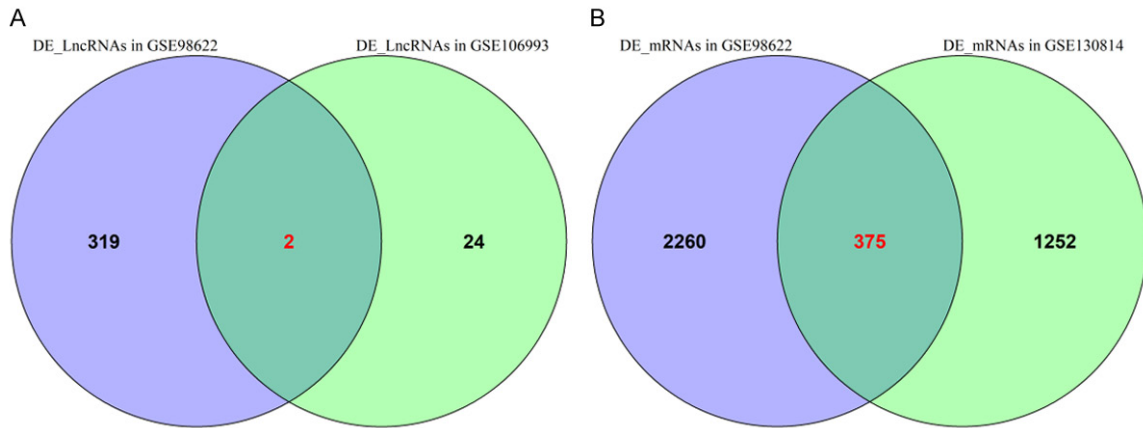 A
DE_LncRNAs in GSE98622
DE_LncRNAs in GSE106993
319
2
24
B
DE_mRNAs in GSE98622
DE_mRNAs in GSE130814
2260
375
1252